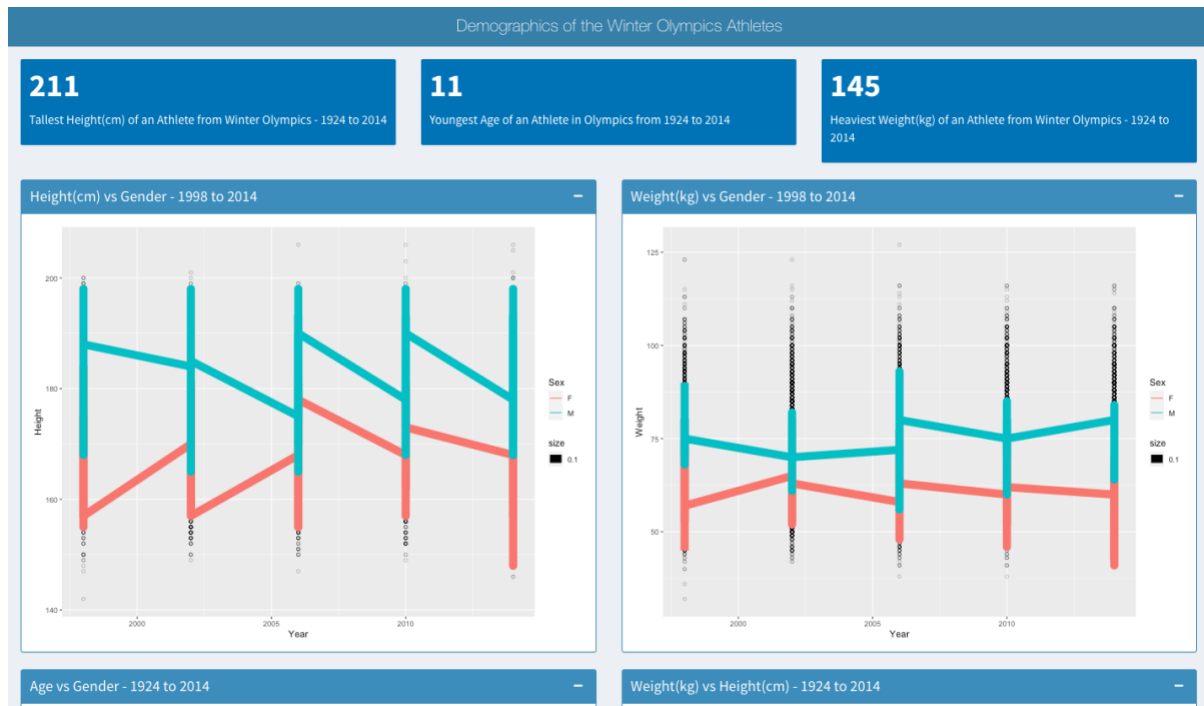 Demographics of the Winter Olympics Athletes
211
Tallest Height(cm) of an Athlete from Winter Olympics - 1924 to 2014
11
Youngest Age of an Athlete in Olympics from 1924 to 2014
145
Heaviest Weight(kg) of an Athlete from Winter Olympics - 1924 to
2014
Height(cm) vs Gender - 1998 to 2014
200
180
160
140
Height
2000
2005
2010
Year
Sex
F
M
size
0.1
Weight(kg) vs Gender - 1998 to 2014
125
100
75
50
Weight
2000
2005
2010
Year
Sex
F
M
size
0.1
Age vs Gender - 1924 to 2014
Weight(kg) vs Height(cm) - 1924 to 2014